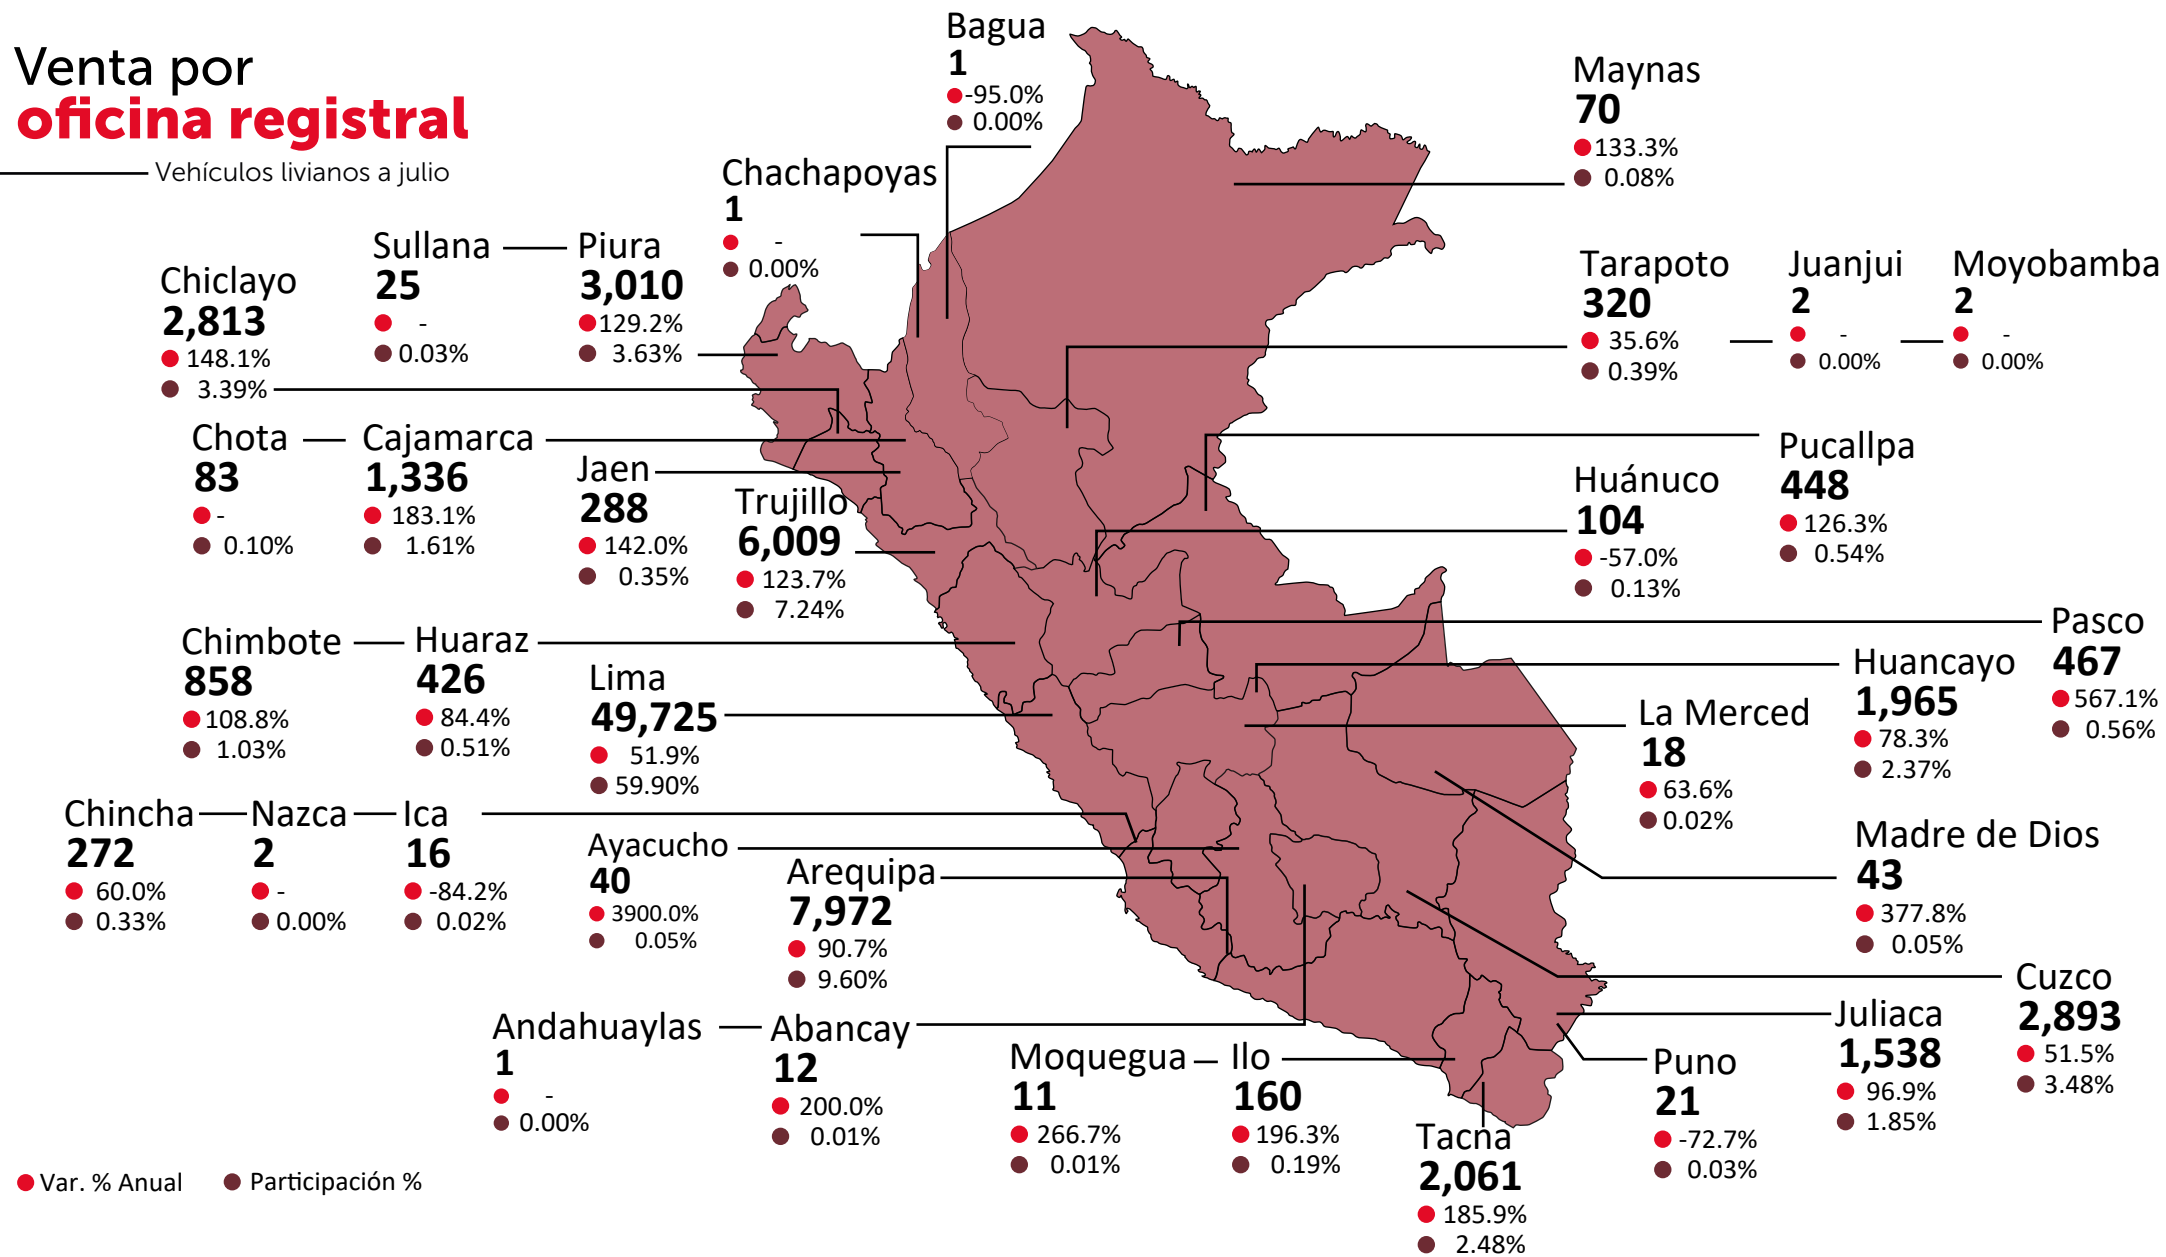 Venta por
oficina registral
Vehículos livianos a julio
Bagua
1
-95.0%
0.00%
Maynas
70
133.3%
0.08%
Chachapoyas
1
-
0.00%
Sullana
25
-
0.03%
Piura
3,010
129.2%
3.63%
Chiclayo
2,813
148.1%
3.39%
Tarapoto
320
35.6%
0.39%
Juanjui
2
-
0.00%
Moyobamba
2
-
0.00%
Chota
83
-
0.10%
Cajamarca
1,336
183.1%
1.61%
Jaen
288
142.0%
0.35%
Trujillo
6,009
123.7%
7.24%
Pucallpa
448
126.3%
0.54%
Huánuco
104
-57.0%
0.13%
Chimbote
858
108.8%
1.03%
Huaraz
426
84.4%
0.51%
Lima
49,725
51.9%
59.90%
Pasco
467
567.1%
0.56%
Huancayo
1,965
78.3%
2.37%
La Merced
18
63.6%
0.02%
Chincha
272
60.0%
0.33%
Nazca
2
-
0.00%
Ica
16
-84.2%
0.02%
Ayacucho
40
3900.0%
0.05%
Arequipa
7,972
90.7%
9.60%
Madre de Dios
43
377.8%
0.05%
Cuzco
2,893
51.5%
3.48%
Juliaca
1,538
96.9%
1.85%
Puno
21
-72.7%
0.03%
Andahuaylas
1
-
0.00%
Abancay
12
200.0%
0.01%
Moquegua
11
266.7%
0.01%
Ilo
160
196.3%
0.19%
Tacna
2,061
185.9%
2.48%
Var. % Anual
Participación %